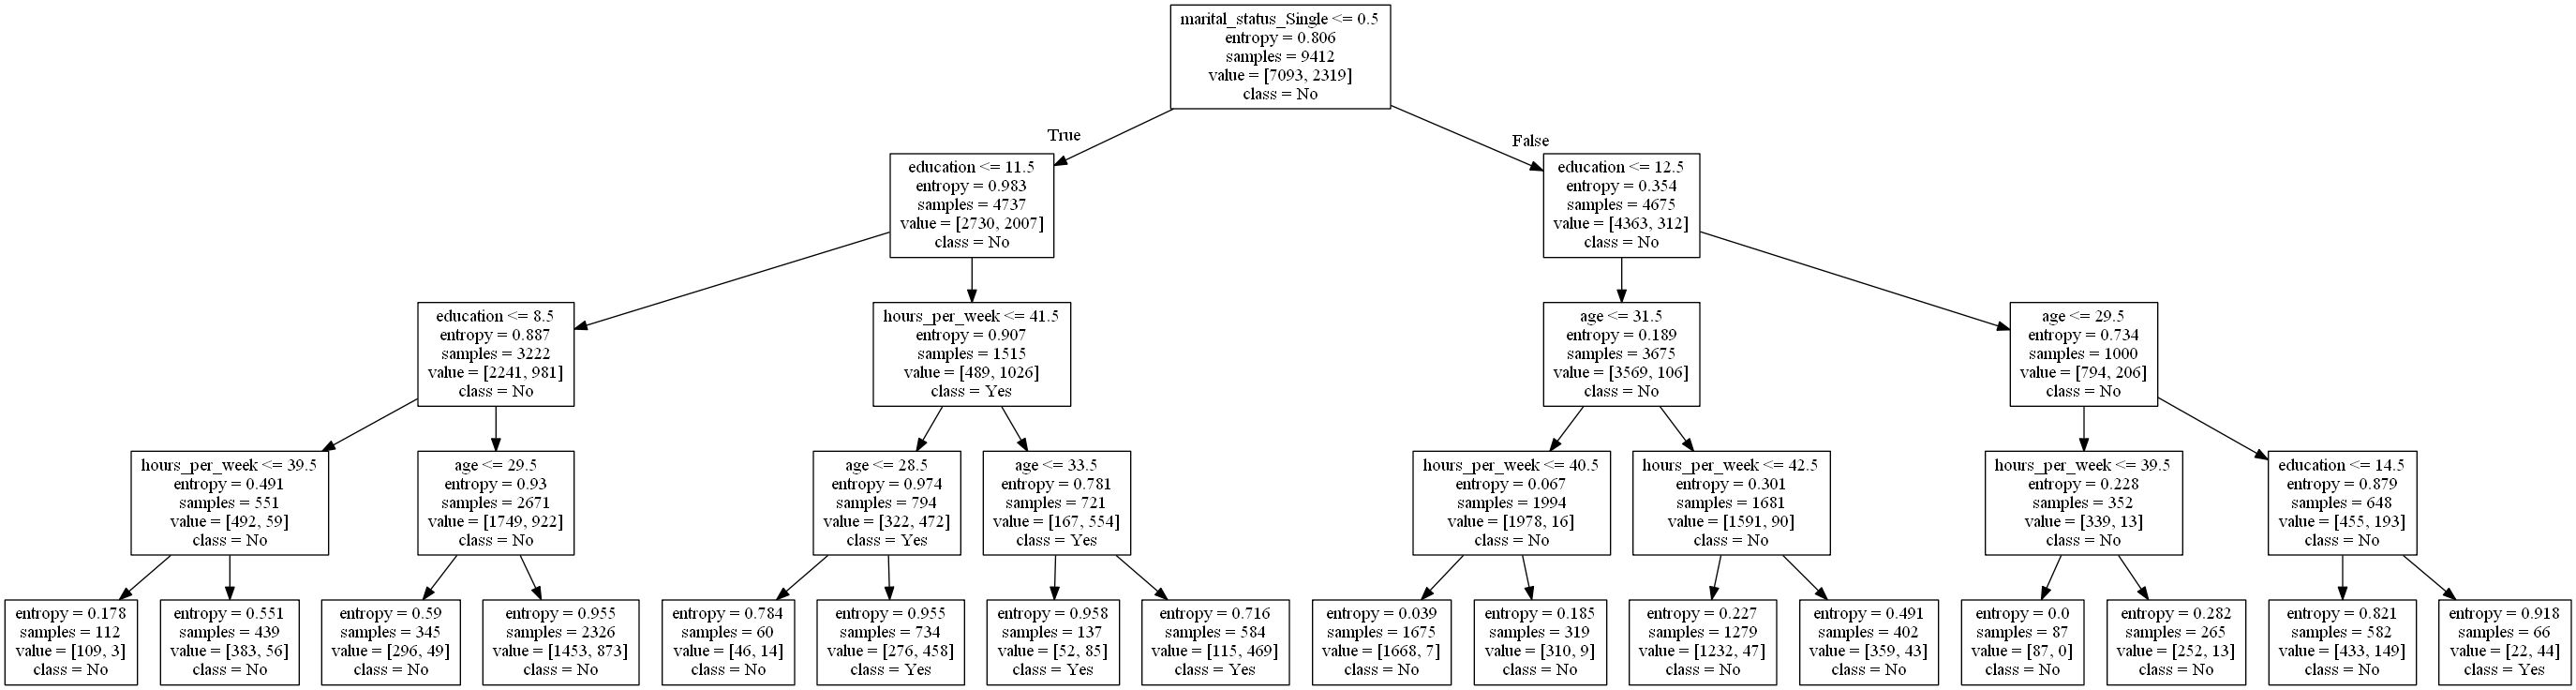 marital_status_Single <= 0.5
entropy = 0.806
samples = 9412
value = [7093, 2319]
class = No
True
False
education <= 11.5
entropy = 0.983
samples = 4737
value = [2730, 2007]
class = No
education <= 12.5
entropy = 0.354
samples = 4675
value = [4363, 312]
class = No
education <= 8.5
entropy = 0.887
samples = 3222
value = [2241, 981]
class = No
hours_per_week <= 41.5
entropy = 0.907
samples = 1515
value = [489, 1026]
class = Yes
age <= 31.5
entropy = 0.189
samples = 3675
value = [3569, 106]
class = No
age <= 29.5
entropy = 0.734
samples = 1000
value = [794, 206]
class = No
hours_per_week <= 39.5
entropy = 0.491
samples = 551
value = [492, 59]
class = No
age <= 29.5
entropy = 0.93
samples = 2671
value = [1749, 922]
class = No
age <= 28.5
entropy = 0.974
samples = 794
value = [322, 472]
class = Yes
age <= 33.5
entropy = 0.781
samples = 721
value = [167, 554]
class = Yes
hours_per_week <= 40.5
entropy = 0.067
samples = 1994
value = [1978, 16]
class = No
hours_per_week <= 42.5
entropy = 0.301
samples = 1681
value = [1591, 90]
class = No
hours_per_week <= 39.5
entropy = 0.228
samples = 352
value = [339, 13]
class = No
education <= 14.5
entropy = 0.879
samples = 648
value = [455, 193]
class = No
entropy = 0.178
samples = 112
value = [109, 3]
class = No
entropy = 0.551
samples = 439
value = [383, 56]
class = No
entropy = 0.59
samples = 345
value = [296, 49]
class = No
entropy = 0.955
samples = 2326
value = [1453, 873]
class = No
entropy = 0.784
samples = 60
value = [46, 14]
class = No
entropy = 0.955
samples = 734
value = [276, 458]
class = Yes
entropy = 0.958
samples = 137
value = [52, 85]
class = Yes
entropy = 0.716
samples = 584
value = [115, 469]
class = Yes
entropy = 0.039
samples = 1675
value = [1668, 7]
class = No
entropy = 0.185
samples = 319
value = [310, 9]
class = No
entropy = 0.227
samples = 1279
value = [1232, 47]
class = No
entropy = 0.491
samples = 402
value = [359, 43]
class = No
entropy = 0.0
samples = 87
value = [87, 0]
class = No
entropy = 0.282
samples = 265
value = [252, 13]
class = No
entropy = 0.821
samples = 582
value = [433, 149]
class = No
entropy = 0.918
samples = 66
value = [22, 44]
class = Yes